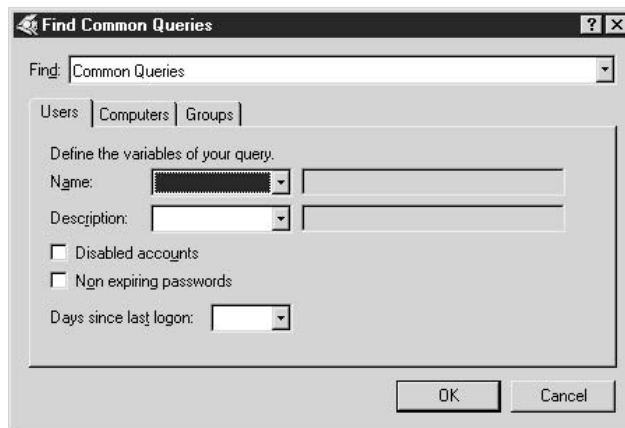 Find Common Queries
Find: Common Queries
Users Computers Groups
Define the variables of your query.
Name:
Description:
Disabled accounts
Non expiring passwords
Days since last logon:
OK Cancel